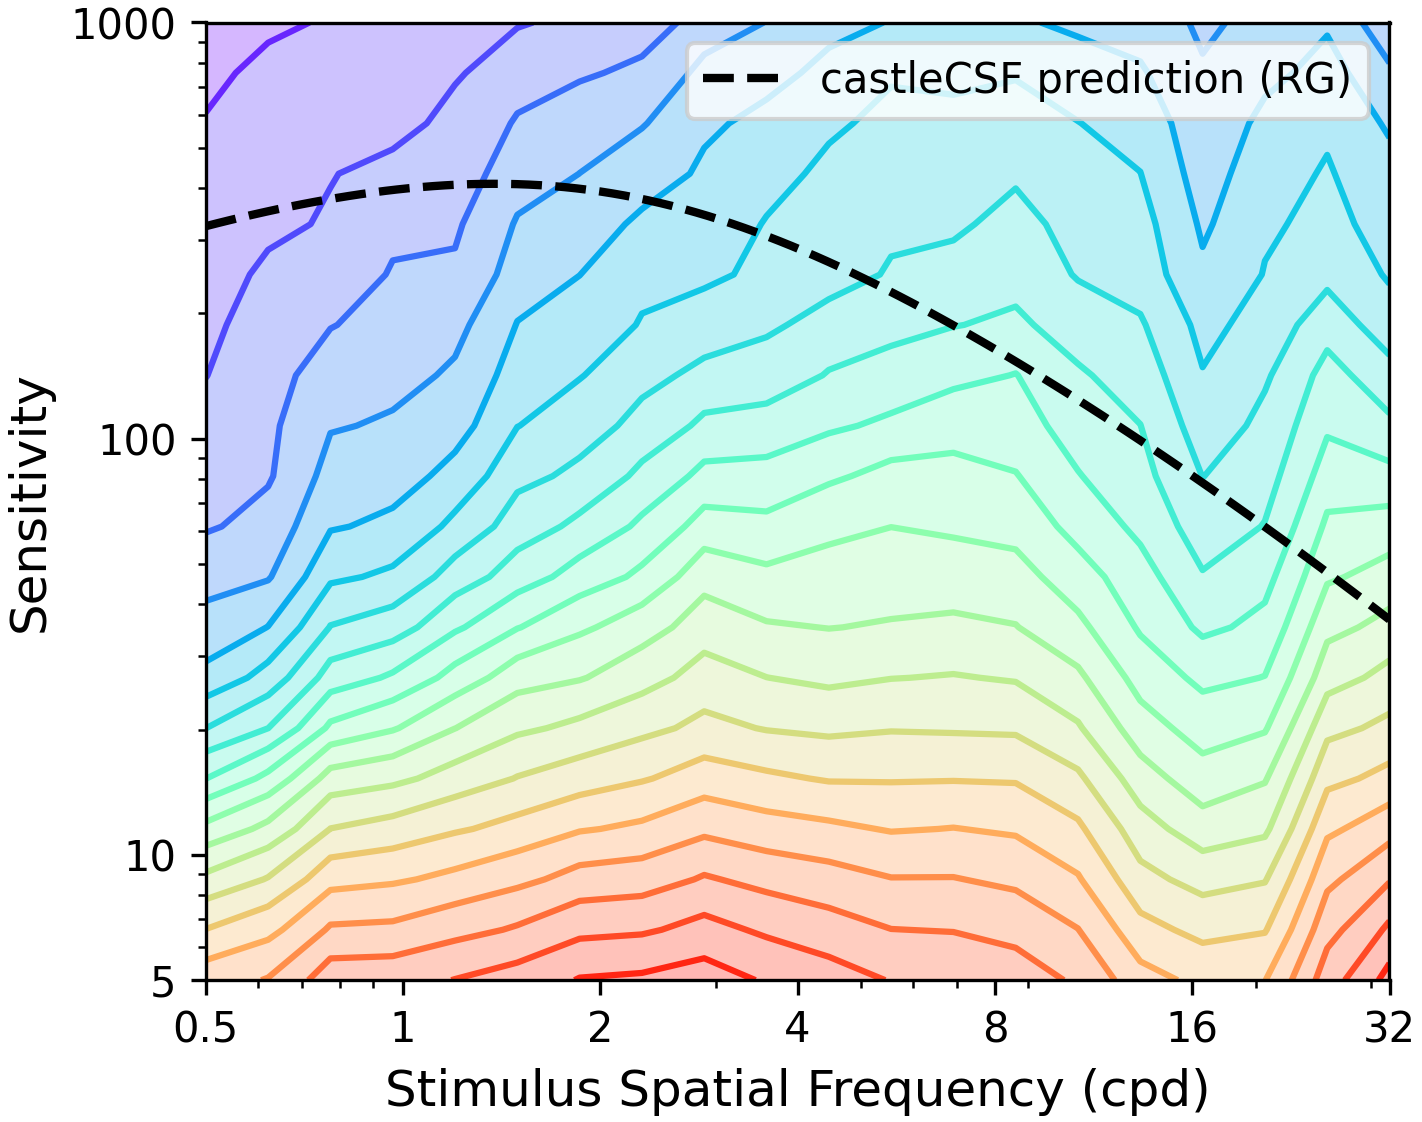 1000
castleCSF prediction (RG)
100
Sensitivity
10
5
0.5 1 2 4 8 16 32
Stimulus Spatial Frequency (cpd)